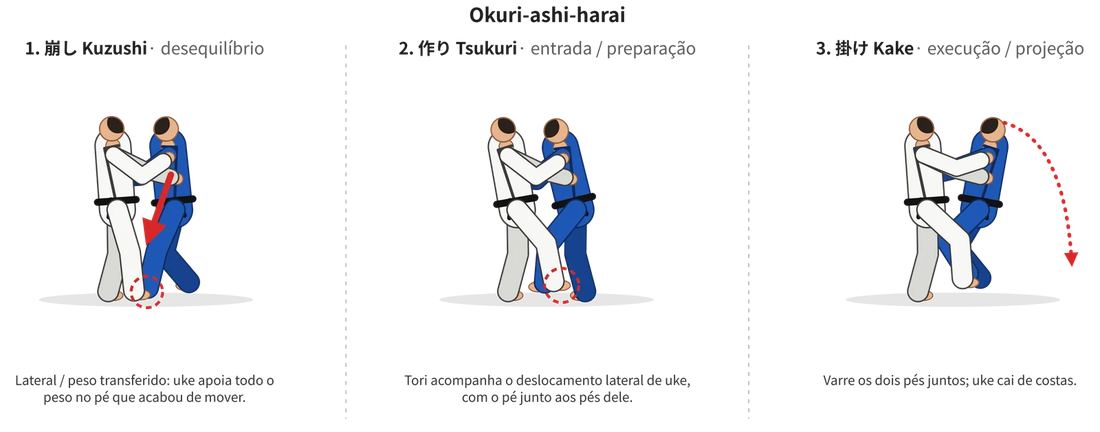 Okuri-ashi-harai
1. 崩し Kuzushi · desequilíbrio
2. 作り Tsukuri · entrada / preparação
3. 掛け Kake · execução / projeção
Lateral / peso transferido: uke apoia todo o
peso no pé que acabou de mover.
Tori acompanha o deslocamento lateral de uke,
com o pé junto aos pés dele.
Varre os dois pés juntos; uke cai de costas.